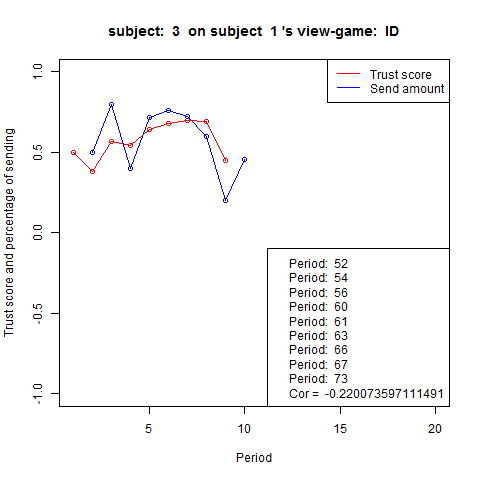 subject: 3 on subject 1 's view-game: ID
Trust score
Send amount
Trust score and percentage of sending
1.0
0.5
0.0
-0.5
-1.0
Period: 52
Period: 54
Period: 56
Period: 60
Period: 61
Period: 63
Period: 66
Period: 67
Period: 73
Cor = -0.220073597111491
5 10 15 20
Period